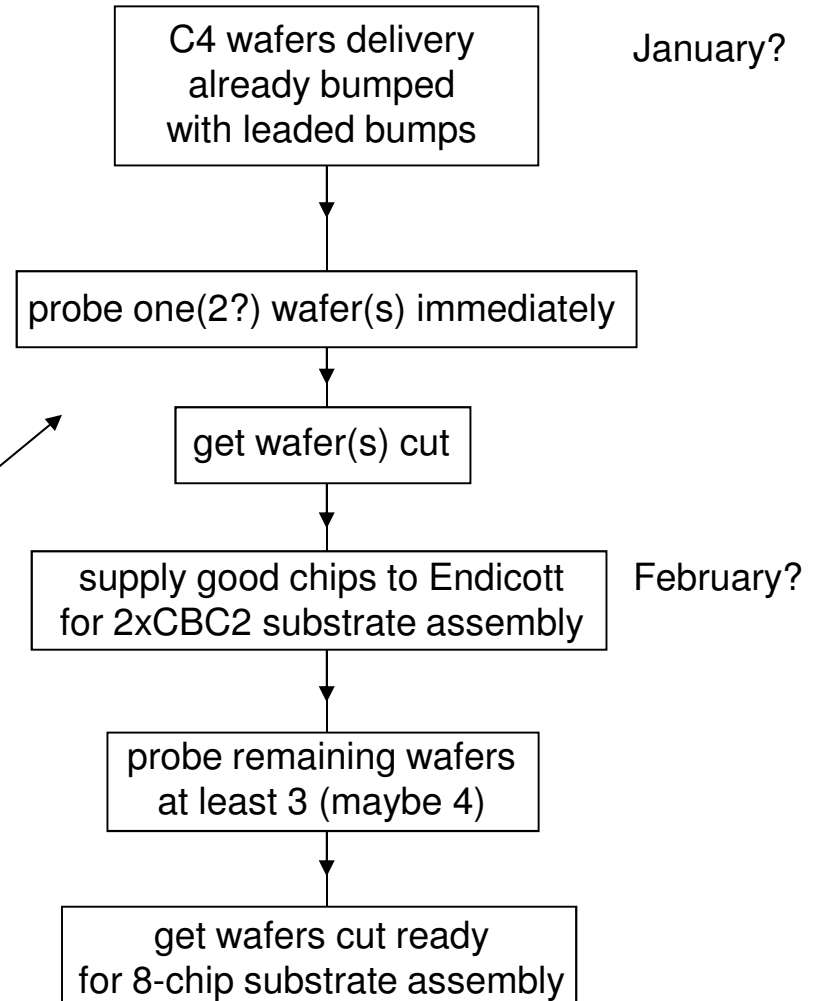 C4 wafers delivery
already bumped
with leaded bumps
January?
probe one(2?) wafer(s) immediately
get wafer(s) cut
supply good chips to Endicott
for 2xCBC2 substrate assembly
February?
probe remaining wafers
at least 3 (maybe 4)
get wafers cut ready
for 8-chip substrate assembly